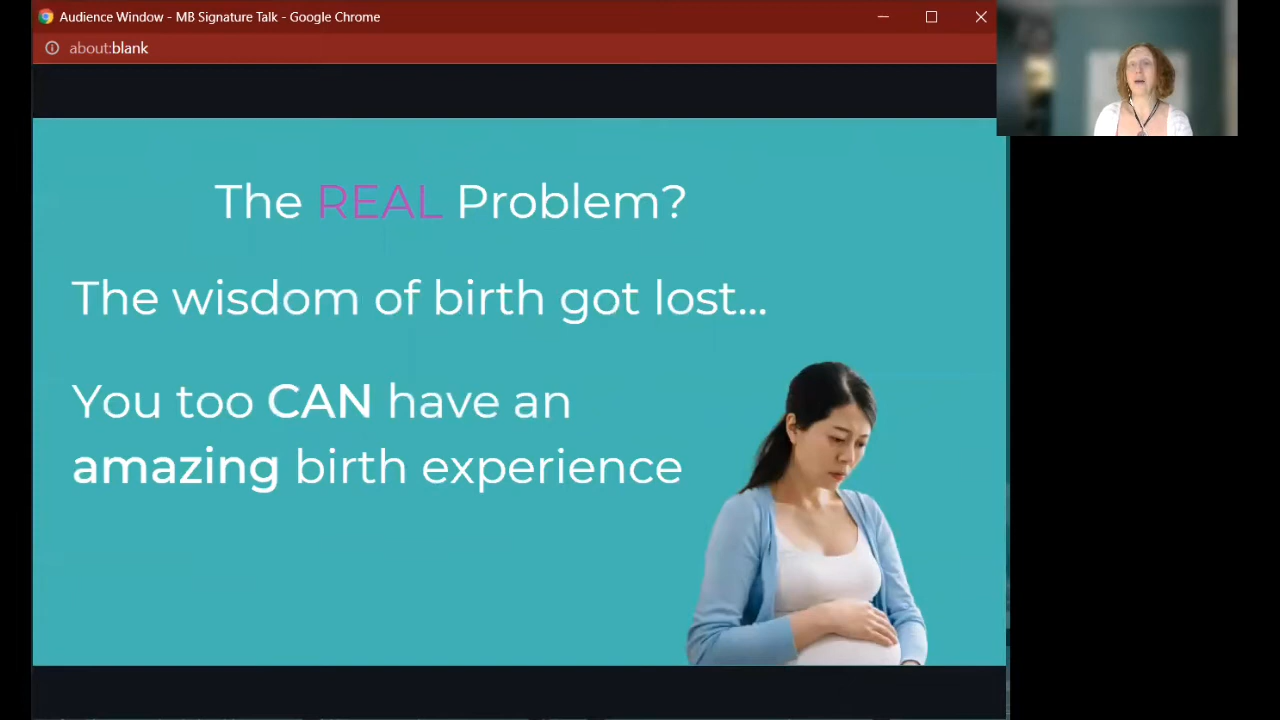 Audience Window - MB Signature Talk - Google Chrome
about:blank
The REAL Problem?
The wisdom of birth got lost...
You too CAN have an
amazing birth experience